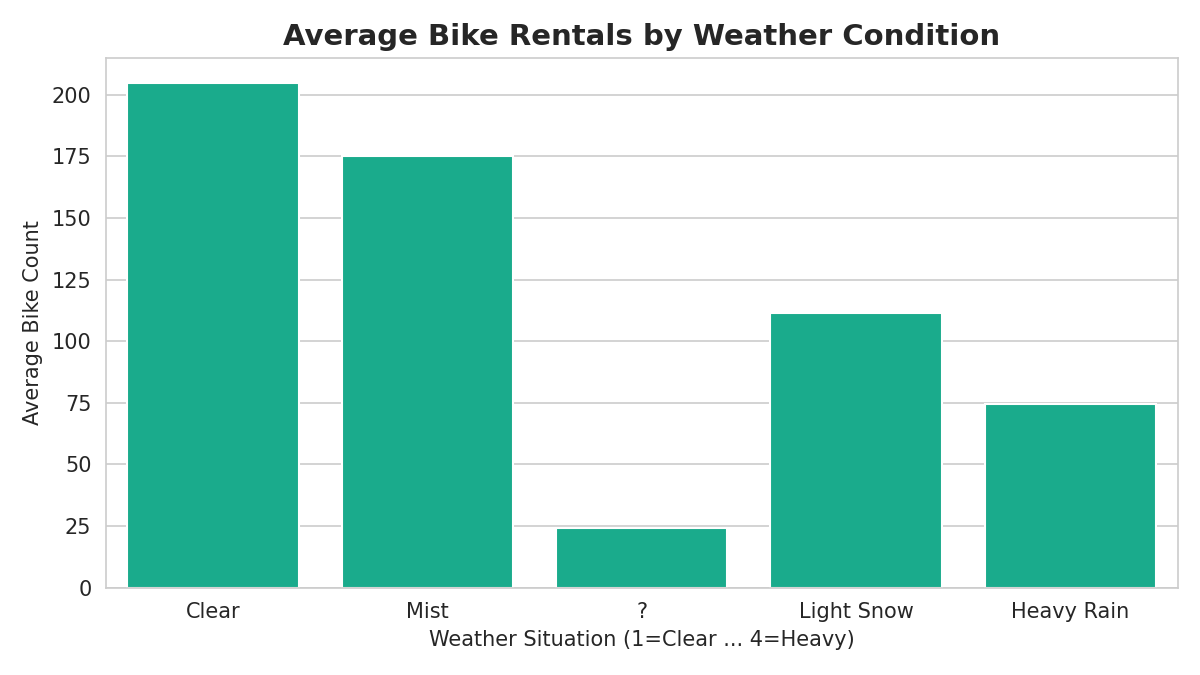 Average Bike Rentals by Weather Condition
Average Bike Count
200
175
150
125
100
75
50
25
0
Clear Mist ? Light Snow Heavy Rain
Weather Situation (1=Clear ... 4=Heavy)